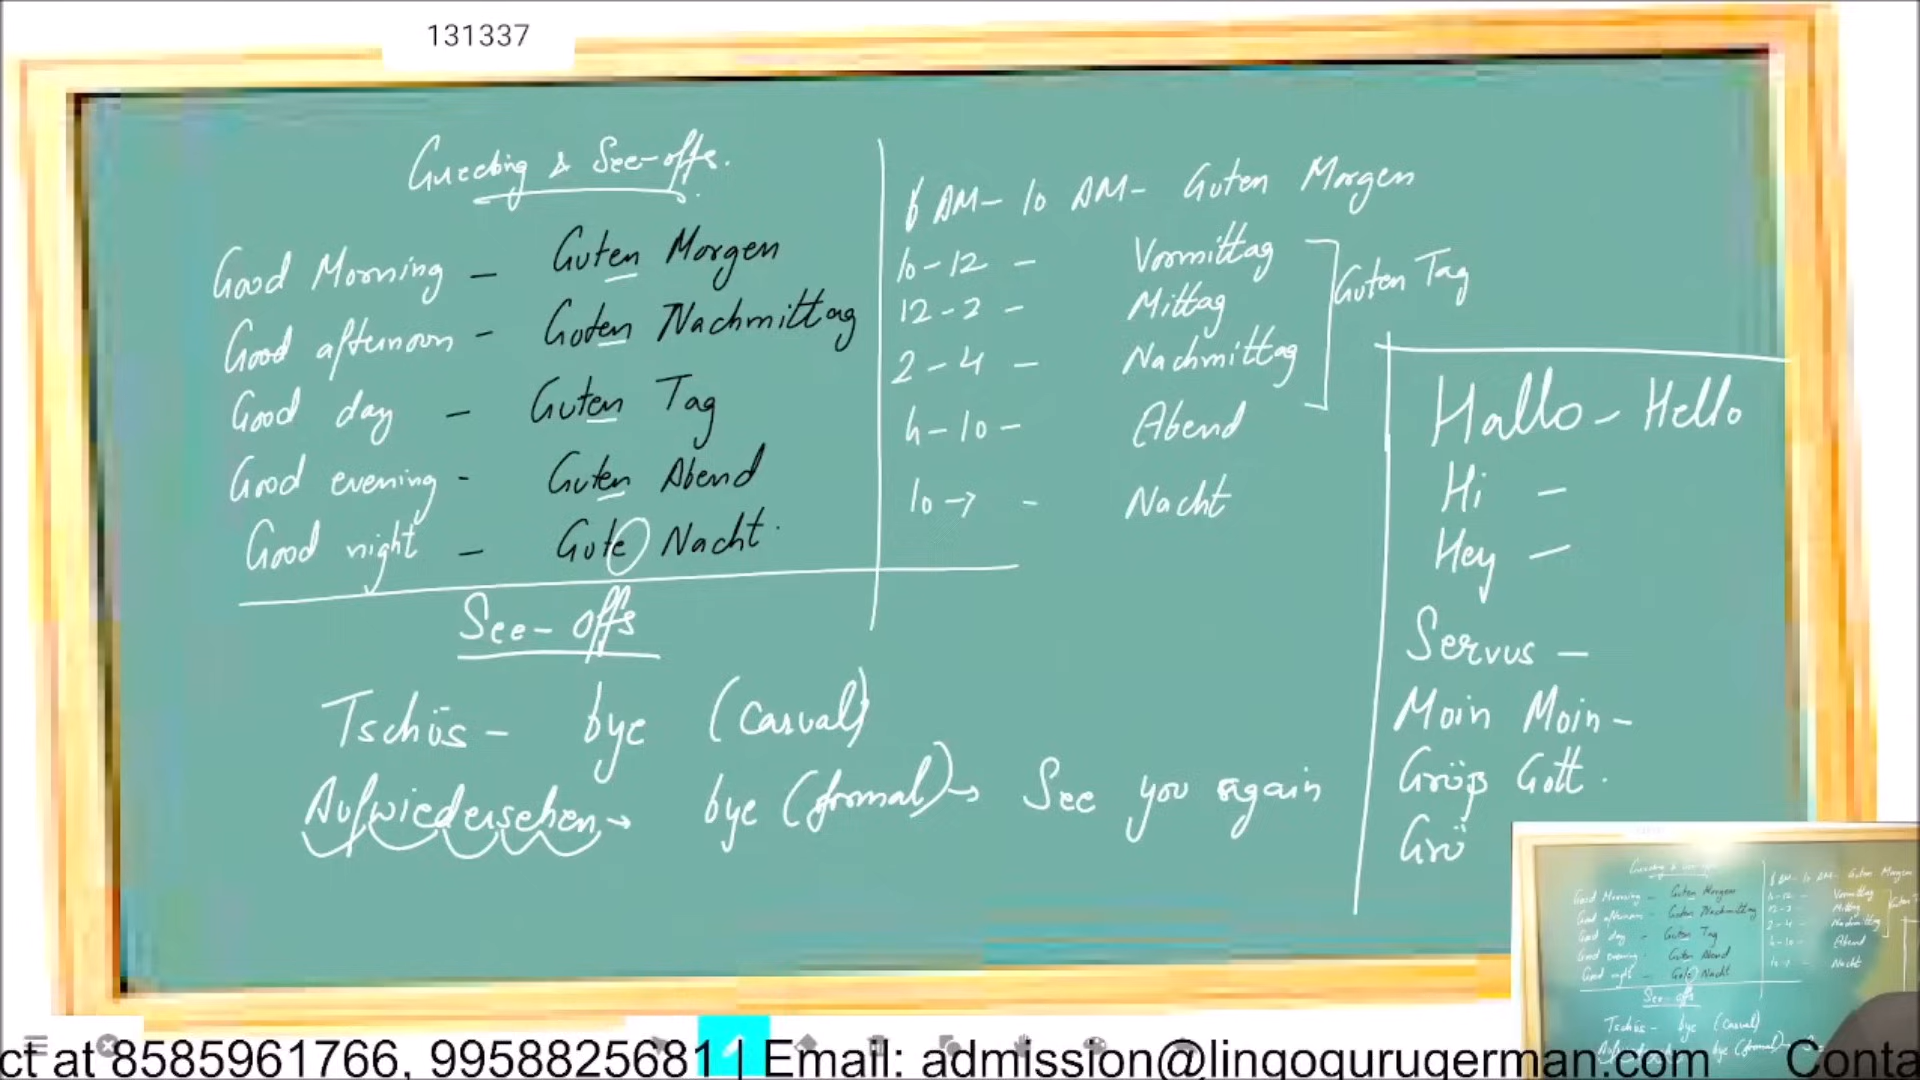 131337
Greeting & See-offs.
Good Morning - Guten Morgen
Good afternoon - Guten Nachmittag
Good day - Guten Tag
Good evening - Guten Abend
Good night - Gute Nacht.
6 AM - 10 AM - Guten Morgen
10-12 - Vormittag
12-2 - Mittag
2-4 - Nachmittag
Guten Tag
4-10 - Abend
10 → - Nacht
See-offs
Tschüs - bye (casual)
Aufwiedersehen → bye (formal) → See you again
Hallo - Hello
Hi -
Hey -
Servus -
Moin Moin -
Grüß Gott.
Grü
ct at 8585961766, 9958825681 | Email: admission@lingogurugerman.com Conta